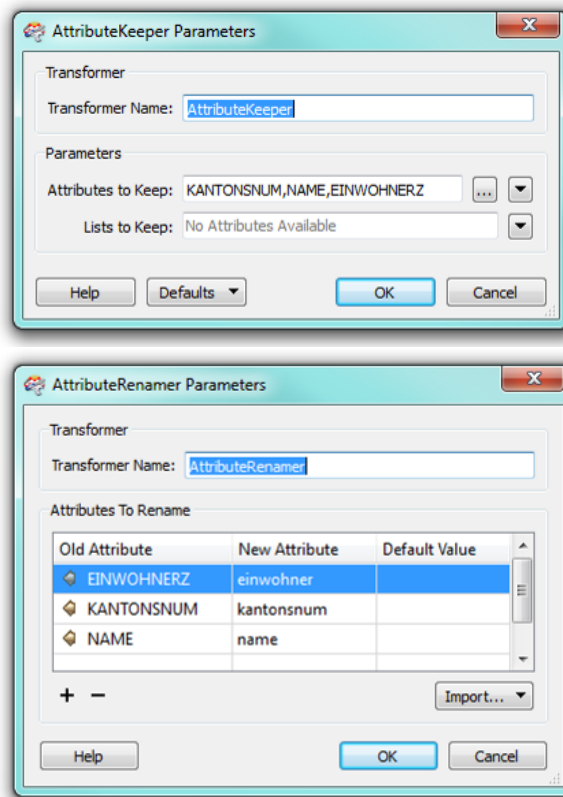 AttributeKeeper Parameters
Transformer
Transformer Name: AttributeKeeper
Parameters
Attributes to Keep: KANTONSNUM,NAME,EINWOHNERZ ...
Lists to Keep: No Attributes Available
Help Defaults OK Cancel
AttributeRenamer Parameters
Transformer
Transformer Name: AttributeRenamer
Attributes To Rename
Old Attribute New Attribute Default Value
EINWOHNERZ einwohner
KANTONSNUM kantonsnum
NAME name
+ − Import...
Help OK Cancel